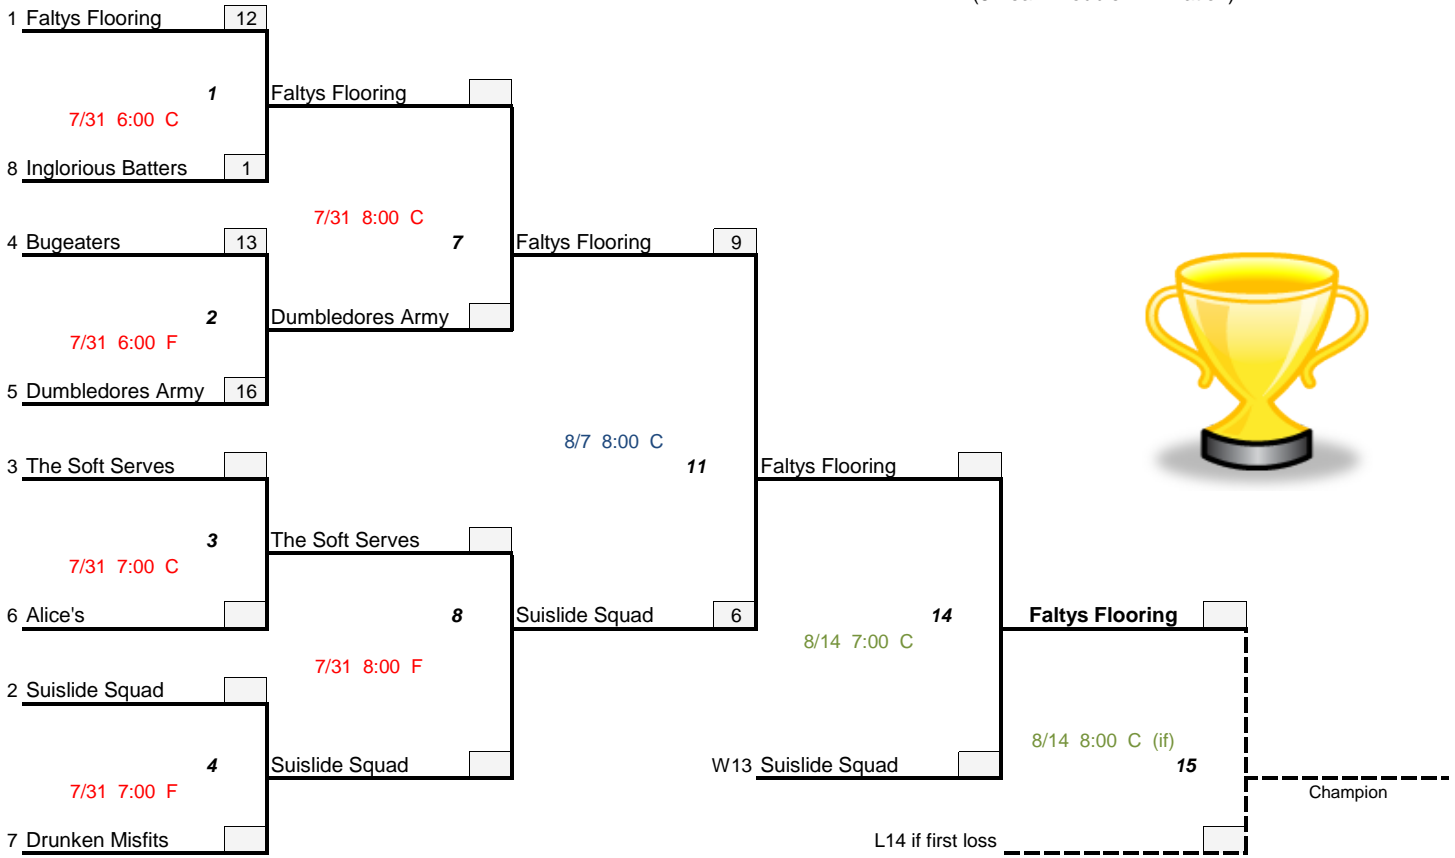 1 Faltys Flooring 12
1 Faltys Flooring
7/31 6:00 C
8 Inglorious Batters 1
7/31 8:00 C
4 Bugeaters 13
7 Faltys Flooring 9
2 Dumbledores Army
7/31 6:00 F
5 Dumbledores Army 16
8/7 8:00 C
3 The Soft Serves
11 Faltys Flooring
3 The Soft Serves
7/31 7:00 C
6 Alice's
8 Suislide Squad 6
14 Faltys Flooring
8/14 7:00 C
7/31 8:00 F
2 Suislide Squad
8/14 8:00 C (if)
4 Suislide Squad
W13 Suislide Squad
15
7/31 7:00 F
Champion
7 Drunken Misfits
L14 if first loss